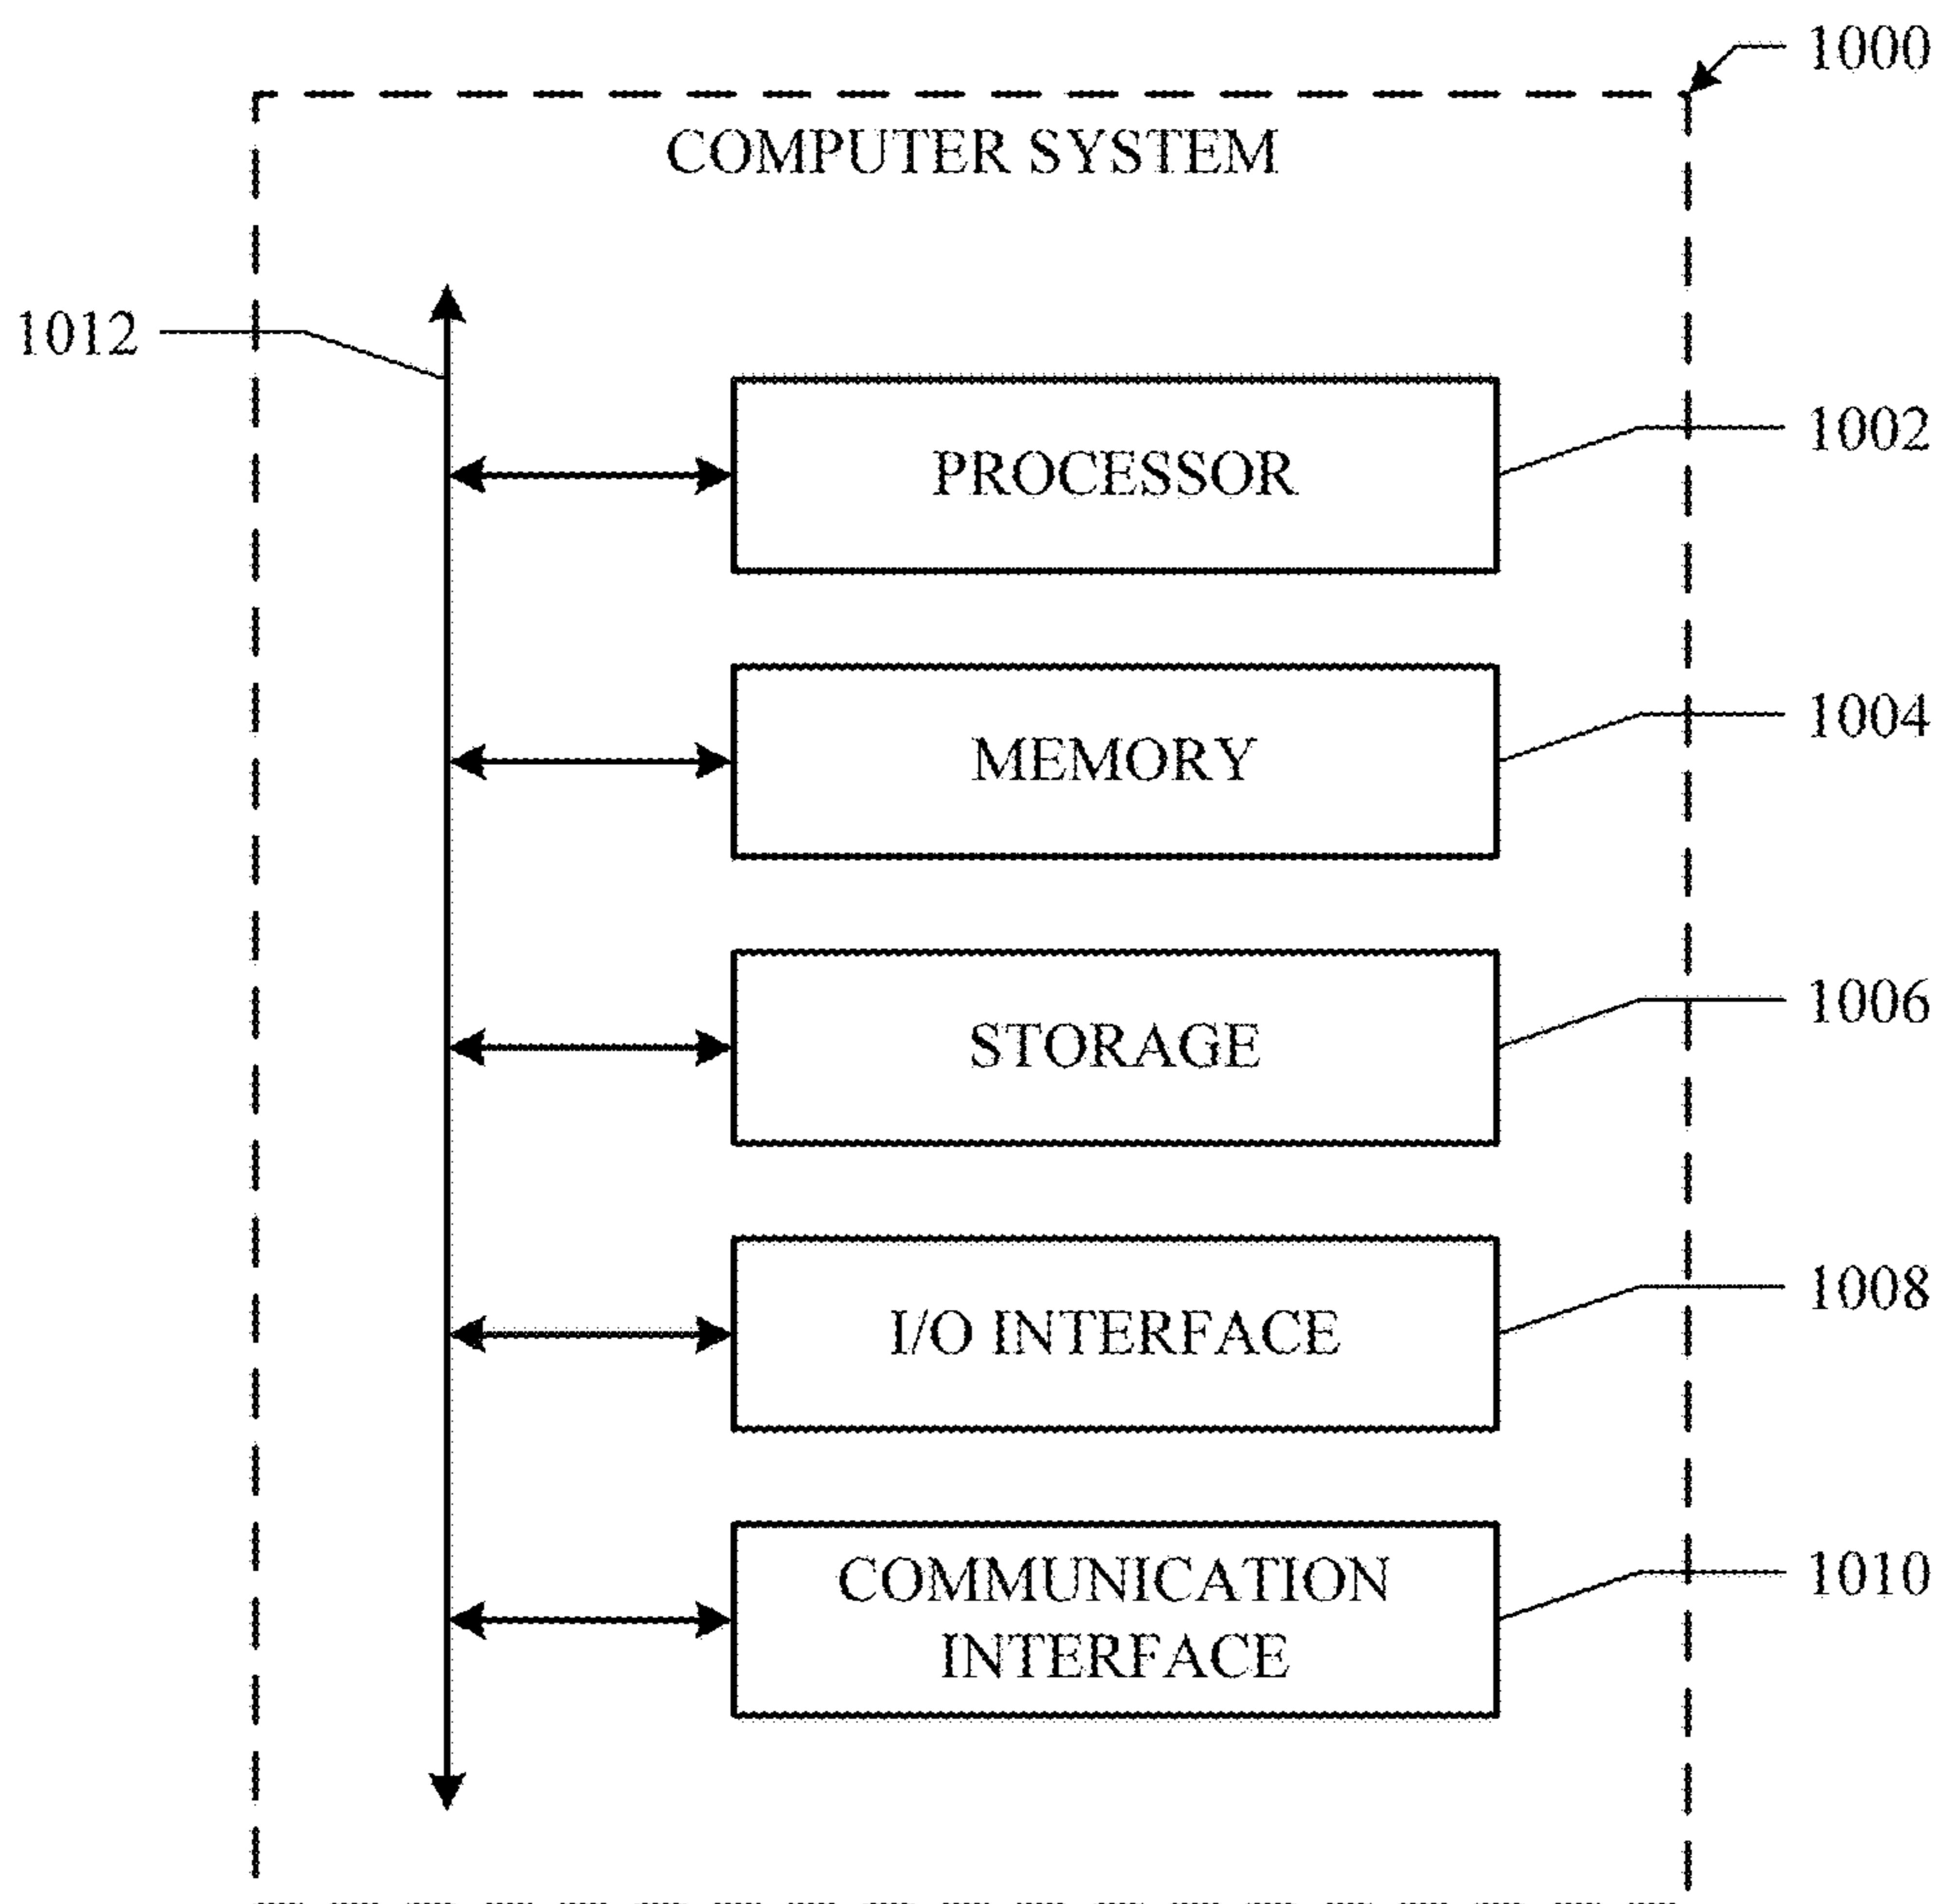 1000
COMPUTER SYSTEM
1012
PROCESSOR
1002
MEMORY
1004
STORAGE
1006
I/O INTERFACE
1008
COMMUNICATION
INTERFACE
1010